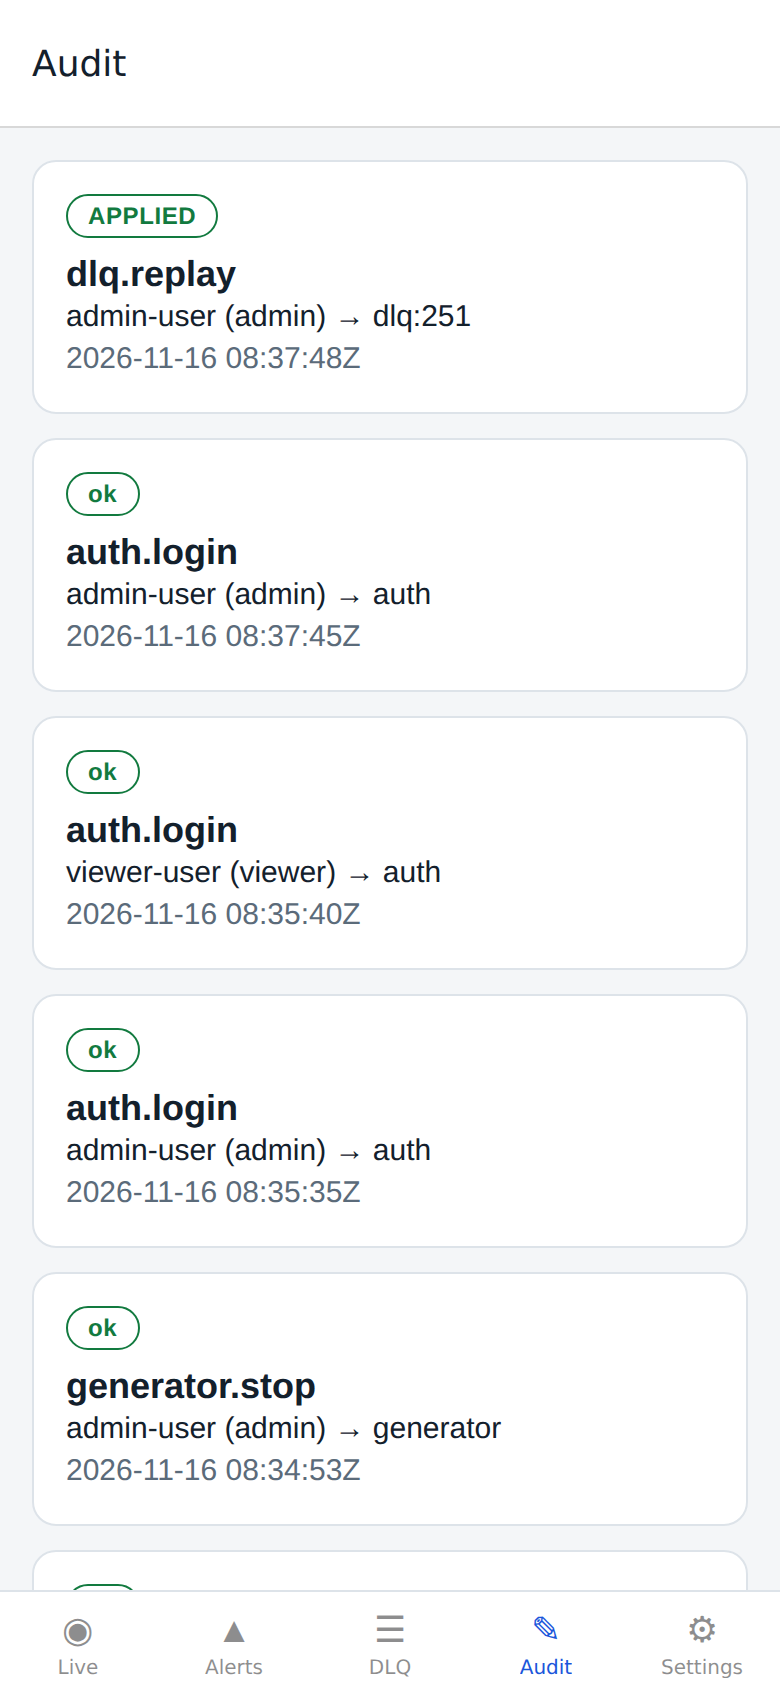 Audit
APPLIED
dlq.replay
admin-user (admin) → dlq:251
2026-11-16 08:37:48Z
ok
auth.login
admin-user (admin) → auth
2026-11-16 08:37:45Z
ok
auth.login
viewer-user (viewer) → auth
2026-11-16 08:35:40Z
ok
auth.login
admin-user (admin) → auth
2026-11-16 08:35:35Z
ok
generator.stop
admin-user (admin) → generator
2026-11-16 08:34:53Z
Live
Alerts
DLQ
Audit
Settings